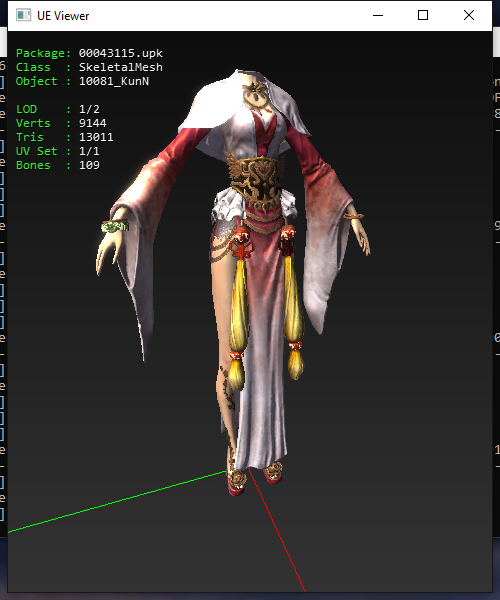 UE Viewer
Package: 00043115.upk
Class : SkeletalMesh
Object : 10081_KunN
LOD : 1/2
Verts : 9144
Tris : 13011
UV Set : 1/1
Bones : 109